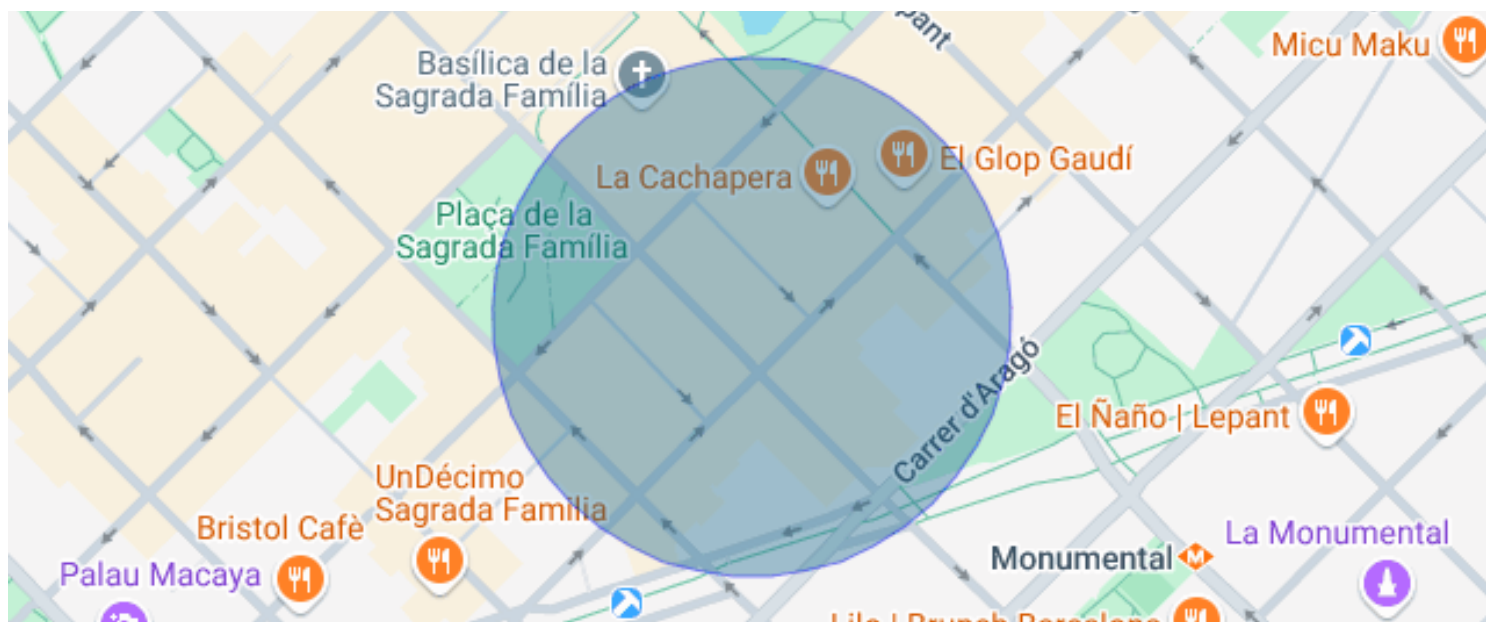 epant
Micu Maku
Basílica de la
Sagrada Família
La Cachapera
El Glop Gaudí
Plaça de la
Sagrada Família
Carrer d'Aragó
El Ñaño | Lepant
UnDécimo
Sagrada Família
Bristol Cafè
Palau Macaya
Monumental
M
La Monumental